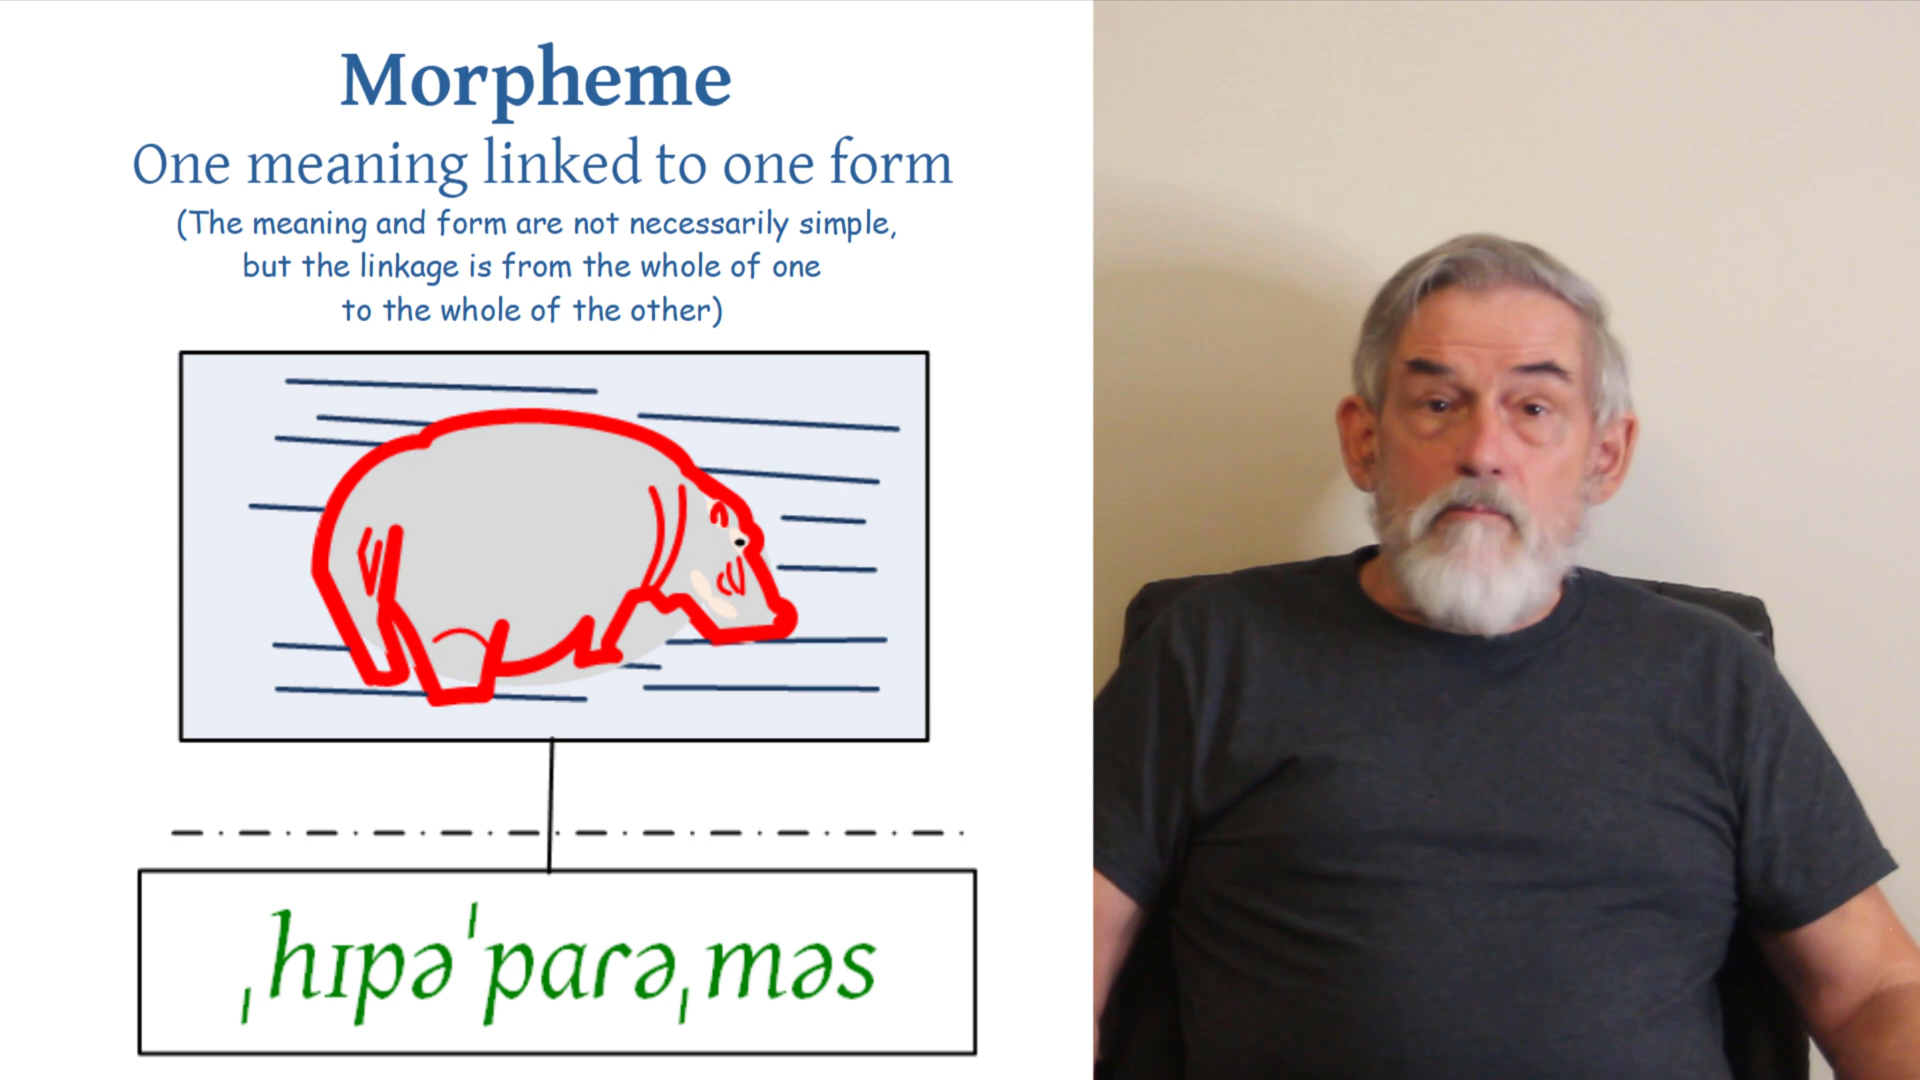 Morpheme
One meaning linked to one form
(The meaning and form are not necessarily simple,
but the linkage is from the whole of one
to the whole of the other)
ˌhɪpəˈpaɾəˌməs